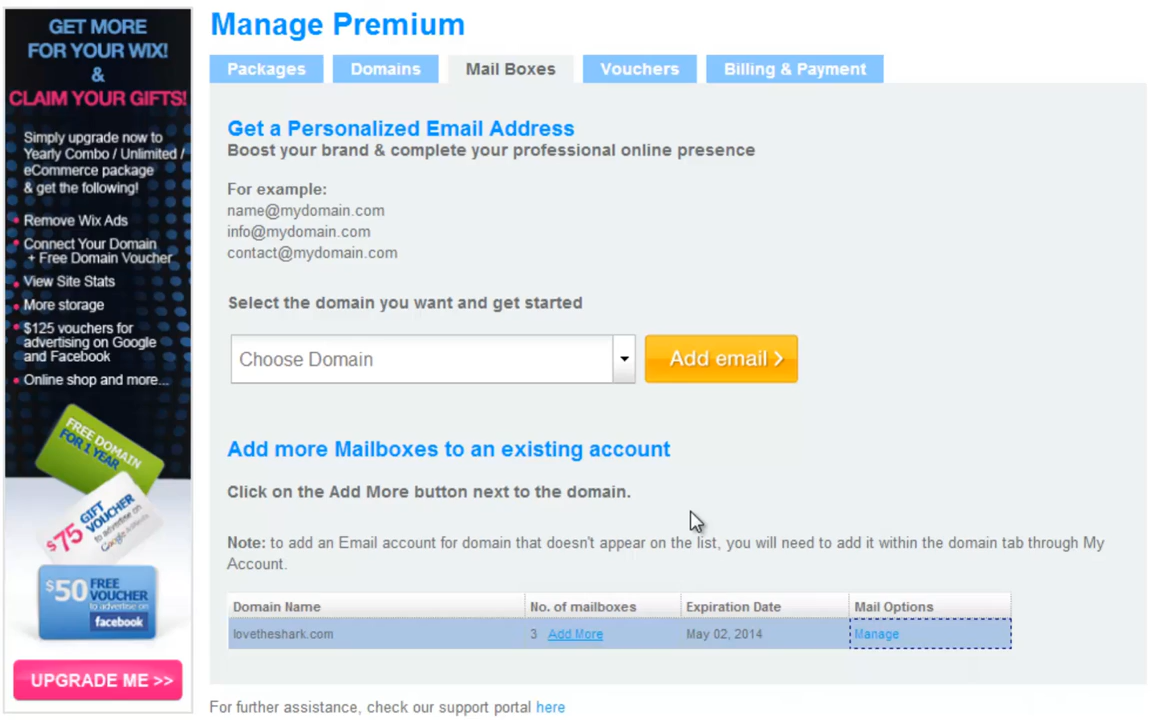 GET MORE
FOR YOUR WIX!
&
CLAIM YOUR GIFTS!
Simply upgrade now to
Yearly Combo / Unlimited /
eCommerce package
& get the following!
Remove Wix Ads
Connect Your Domain
+ Free Domain Voucher
View Site Stats
More storage
$125 vouchers for
advertising on Google
and Facebook
Online shop and more...
FREE DOMAIN
FOR 1 YEAR
$75 GIFT
VOUCHER
to advertise on
Google AdWords
$50 FREE
VOUCHER
to advertise on
facebook
UPGRADE ME >>
Manage Premium
Packages Domains Mail Boxes Vouchers Billing & Payment
Get a Personalized Email Address
Boost your brand & complete your professional online presence
For example:
name@mydomain.com
info@mydomain.com
contact@mydomain.com
Select the domain you want and get started
Choose Domain Add email >
Add more Mailboxes to an existing account
Click on the Add More button next to the domain.
Note: to add an Email account for domain that doesn't appear on the list, you will need to add it within the domain tab through My
Account.
Domain Name No. of mailboxes Expiration Date Mail Options
lovetheshark.com 3 Add More May 02, 2014 Manage
For further assistance, check our support portal here